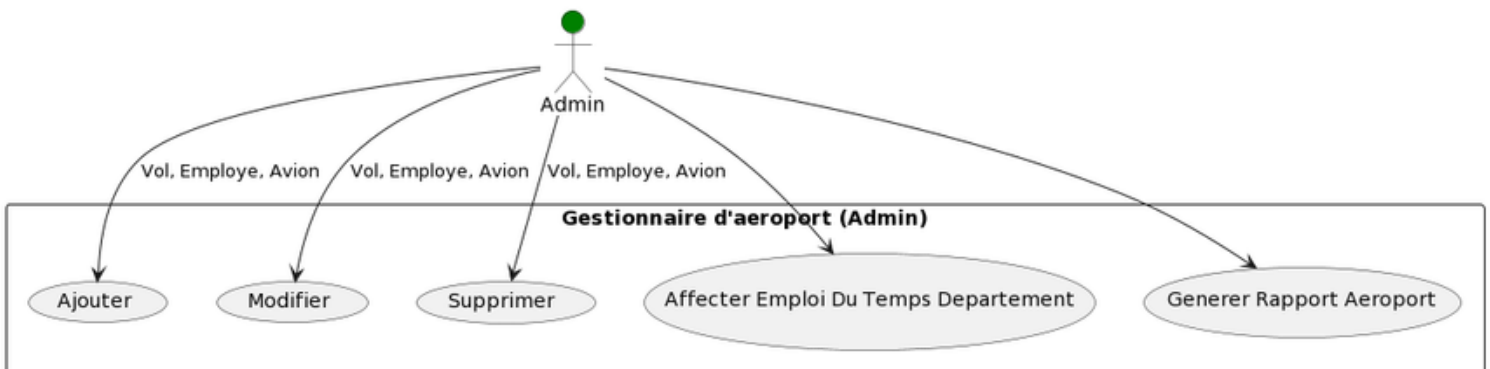 Admin
Vol, Employe, Avion
Vol, Employe, Avion
Vol, Employe, Avion
Gestionnaire d'aeroport (Admin)
Ajouter
Modifier
Supprimer
Affecter Emploi Du Temps Departement
Generer Rapport Aeroport